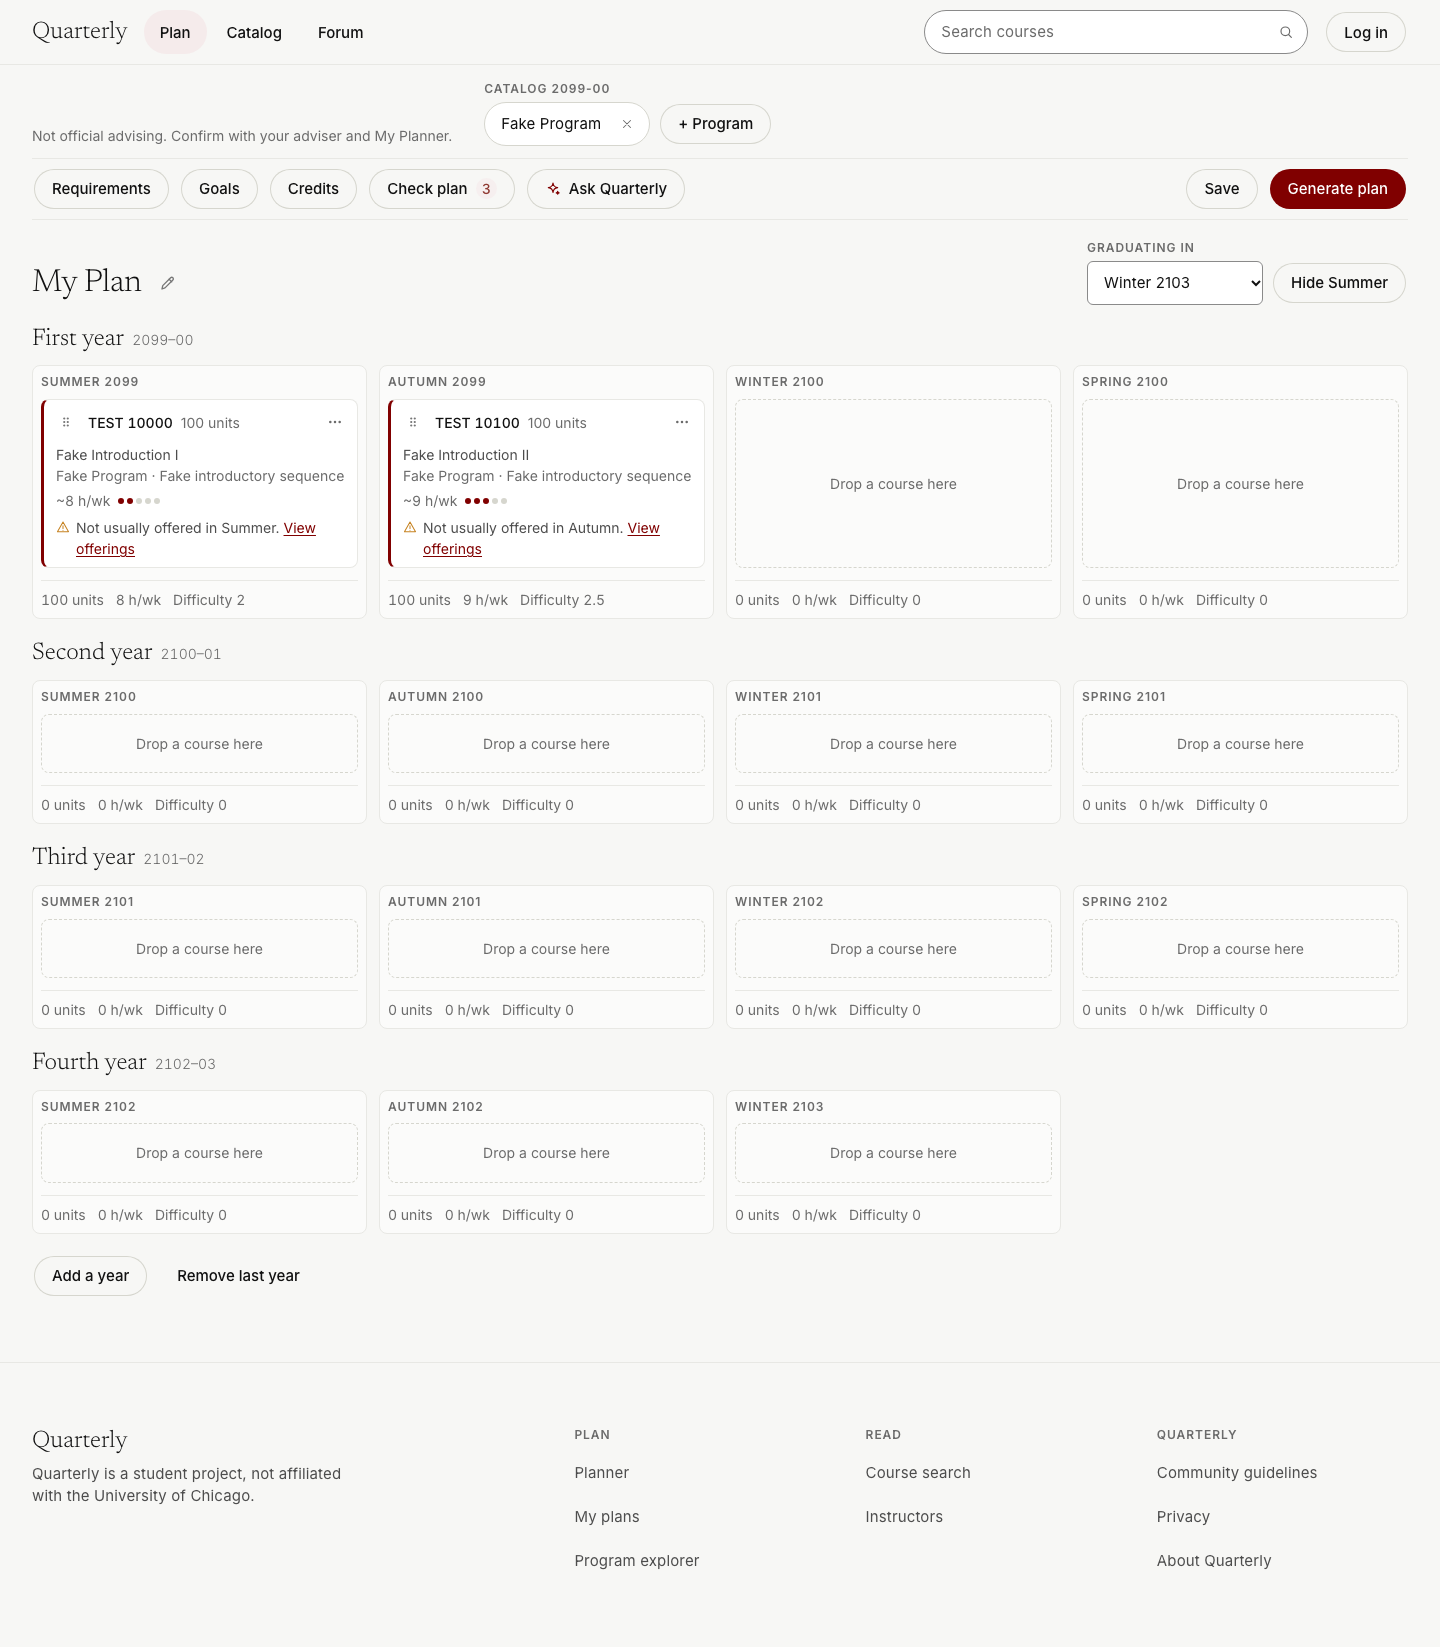 Quarterly
Plan
Catalog
Forum
Search courses
Log in
CATALOG 2099-00
Not official advising. Confirm with your adviser and My Planner.
Fake Program
+ Program
Requirements
Goals
Credits
Check plan 3
Ask Quarterly
Save
Generate plan
GRADUATING IN
My Plan
Winter 2103
Hide Summer
First year 2099–00
SUMMER 2099
TEST 10000 100 units
Fake Introduction I
Fake Program · Fake introductory sequence
~8 h/wk
Not usually offered in Summer. View
offerings
100 units 8 h/wk Difficulty 2
AUTUMN 2099
TEST 10100 100 units
Fake Introduction II
Fake Program · Fake introductory sequence
~9 h/wk
Not usually offered in Autumn. View
offerings
100 units 9 h/wk Difficulty 2.5
WINTER 2100
Drop a course here
0 units 0 h/wk Difficulty 0
SPRING 2100
Drop a course here
0 units 0 h/wk Difficulty 0
Second year 2100–01
SUMMER 2100
Drop a course here
0 units 0 h/wk Difficulty 0
AUTUMN 2100
Drop a course here
0 units 0 h/wk Difficulty 0
WINTER 2101
Drop a course here
0 units 0 h/wk Difficulty 0
SPRING 2101
Drop a course here
0 units 0 h/wk Difficulty 0
Third year 2101–02
SUMMER 2101
Drop a course here
0 units 0 h/wk Difficulty 0
AUTUMN 2101
Drop a course here
0 units 0 h/wk Difficulty 0
WINTER 2102
Drop a course here
0 units 0 h/wk Difficulty 0
SPRING 2102
Drop a course here
0 units 0 h/wk Difficulty 0
Fourth year 2102–03
SUMMER 2102
Drop a course here
0 units 0 h/wk Difficulty 0
AUTUMN 2102
Drop a course here
0 units 0 h/wk Difficulty 0
WINTER 2103
Drop a course here
0 units 0 h/wk Difficulty 0
Add a year
Remove last year
Quarterly
Quarterly is a student project, not affiliated
with the University of Chicago.
PLAN
Planner
My plans
Program explorer
READ
Course search
Instructors
QUARTERLY
Community guidelines
Privacy
About Quarterly